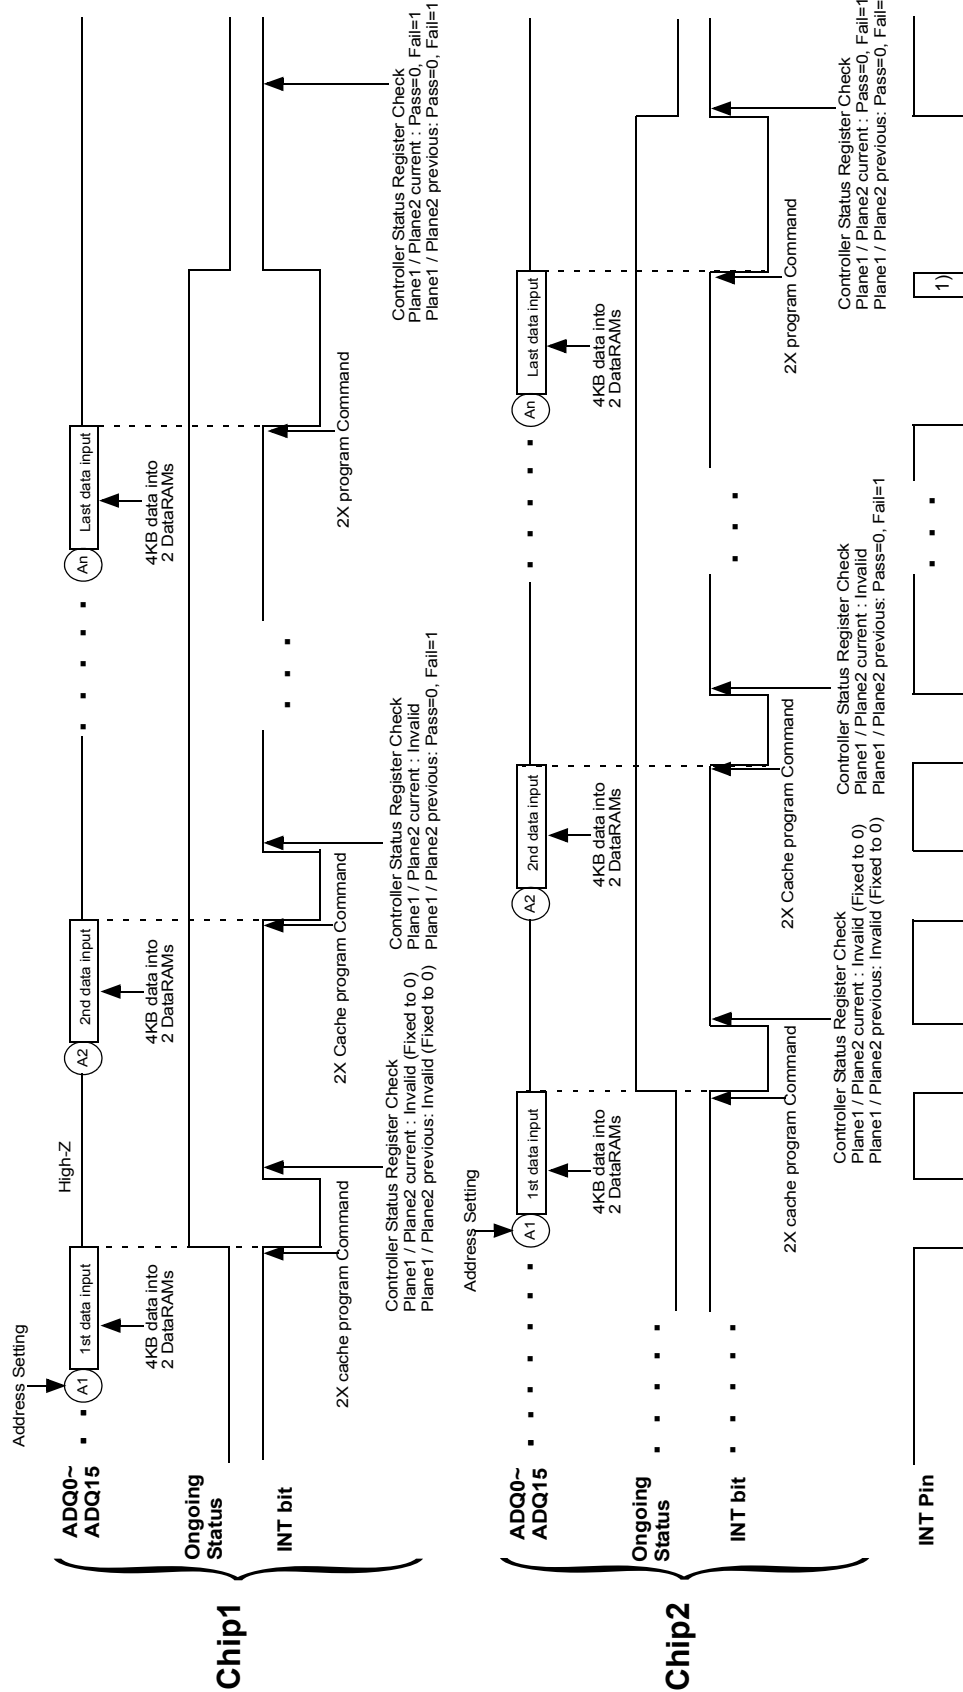 Chip1
ADQ0~
ADQ15
Address Setting
A1
1st data input
4KB data into
2 DataRAMs
High-Z
A2
2nd data input
4KB data into
2 DataRAMs
An
Last data input
4KB data into
2 DataRAMs
Ongoing
Status
INT bit
2X cache program Command
Controller Status Register Check
Plane1 / Plane2 current : Invalid (Fixed to 0)
Plane1 / Plane2 previous: Invalid (Fixed to 0)
2X Cache program Command
Controller Status Register Check
Plane1 / Plane2 current : Invalid
Plane1 / Plane2 previous: Pass=0, Fail=1
2X program Command
Controller Status Register Check
Plane1 / Plane2 current : Pass=0, Fail=1
Plane1 / Plane2 previous: Pass=0, Fail=1
Chip2
ADQ0~
ADQ15
Address Setting
A1
1st data input
4KB data into
2 DataRAMs
A2
2nd data input
4KB data into
2 DataRAMs
An
Last data input
4KB data into
2 DataRAMs
Ongoing
Status
INT bit
2X cache program Command
Controller Status Register Check
Plane1 / Plane2 current : Invalid (Fixed to 0)
Plane1 / Plane2 previous: Invalid (Fixed to 0)
2X Cache program Command
Controller Status Register Check
Plane1 / Plane2 current : Invalid
Plane1 / Plane2 previous: Pass=0, Fail=1
2X program Command
Controller Status Register Check
Plane1 / Plane2 current : Pass=0, Fail=1
Plane1 / Plane2 previous: Pass=0, Fail=
INT Pin
1)